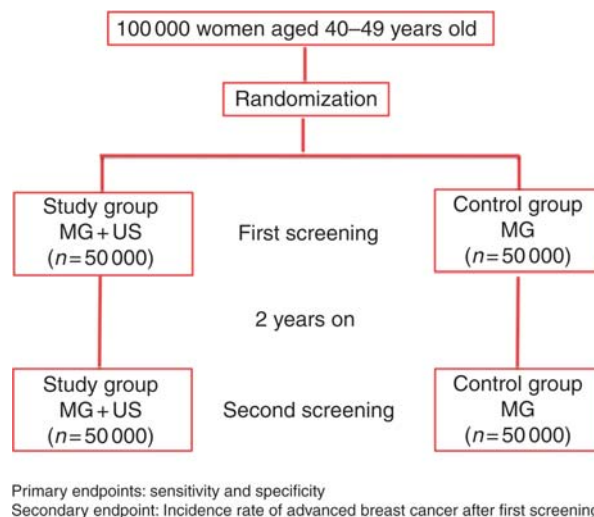 100 000 women aged 40–49 years old
Randomization
Study group
MG + US
(n = 50 000)
First screening
Control group
MG
(n = 50 000)
2 years on
Study group
MG + US
(n = 50 000)
Second screening
Control group
MG
(n = 50 000)
Primary endpoints: sensitivity and specificity
Secondary endpoint: Incidence rate of advanced breast cancer after first screening